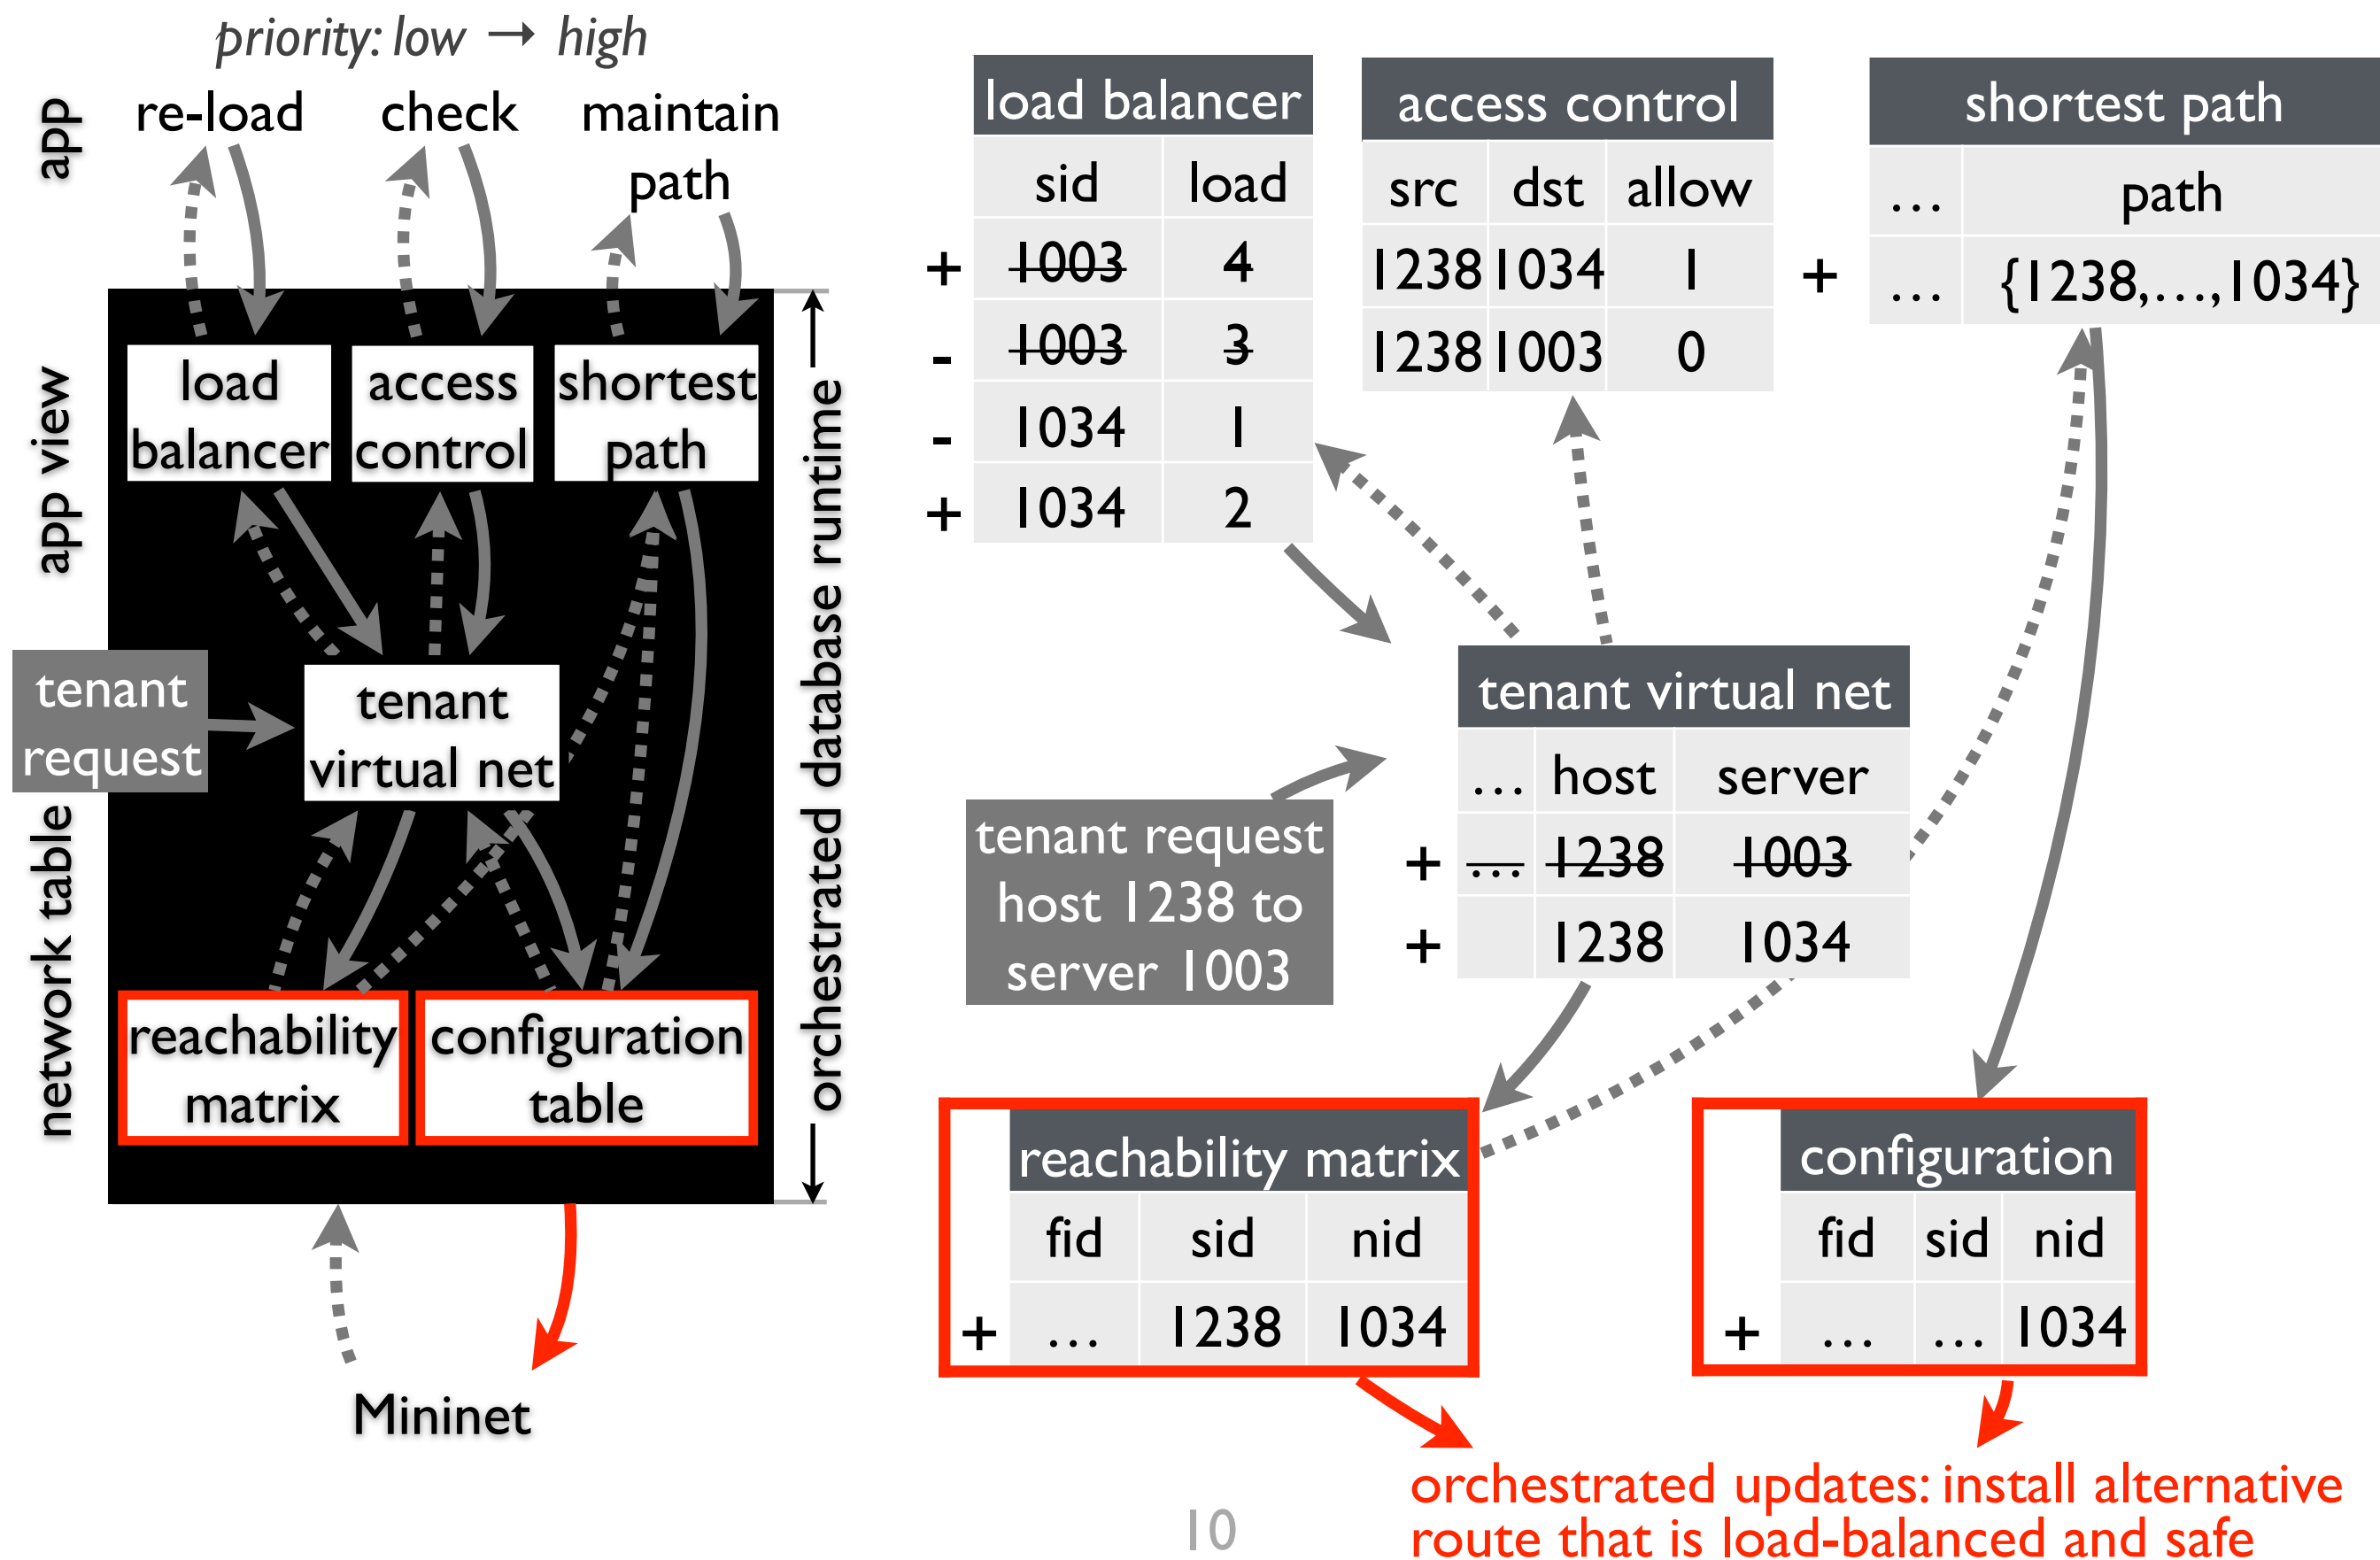 priority: low → high
app
re-load
check
maintain
path
app view
load
balancer
access
control
shortest
path
orchestrated database runtime
tenant
request
tenant
virtual net
network table
reachability
matrix
configuration
table
Mininet
load balancer
sid load
+ 1003 4
- 1003 3
- 1034 1
+ 1034 2
access control
src dst allow
1238 1034 1
1238 1003 0
shortest path
... path
+ ... {1238,...,1034}
tenant virtual net
... host server
+ ... 1238 1003
+ 1238 1034
tenant request
host 1238 to
server 1003
reachability matrix
fid sid nid
+ ... 1238 1034
configuration
fid sid nid
+ ... ... 1034
orchestrated updates: install alternative
route that is load-balanced and safe
10